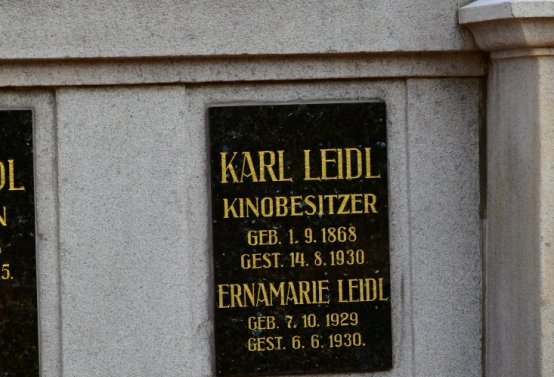 KARL LEIDL
KINOBESITZER
GEB. 1. 9. 1868
GEST. 14. 8. 1930
ERNAMARIE LEIDL
GEB. 7. 10. 1929
GEST. 6. 6. 1930.